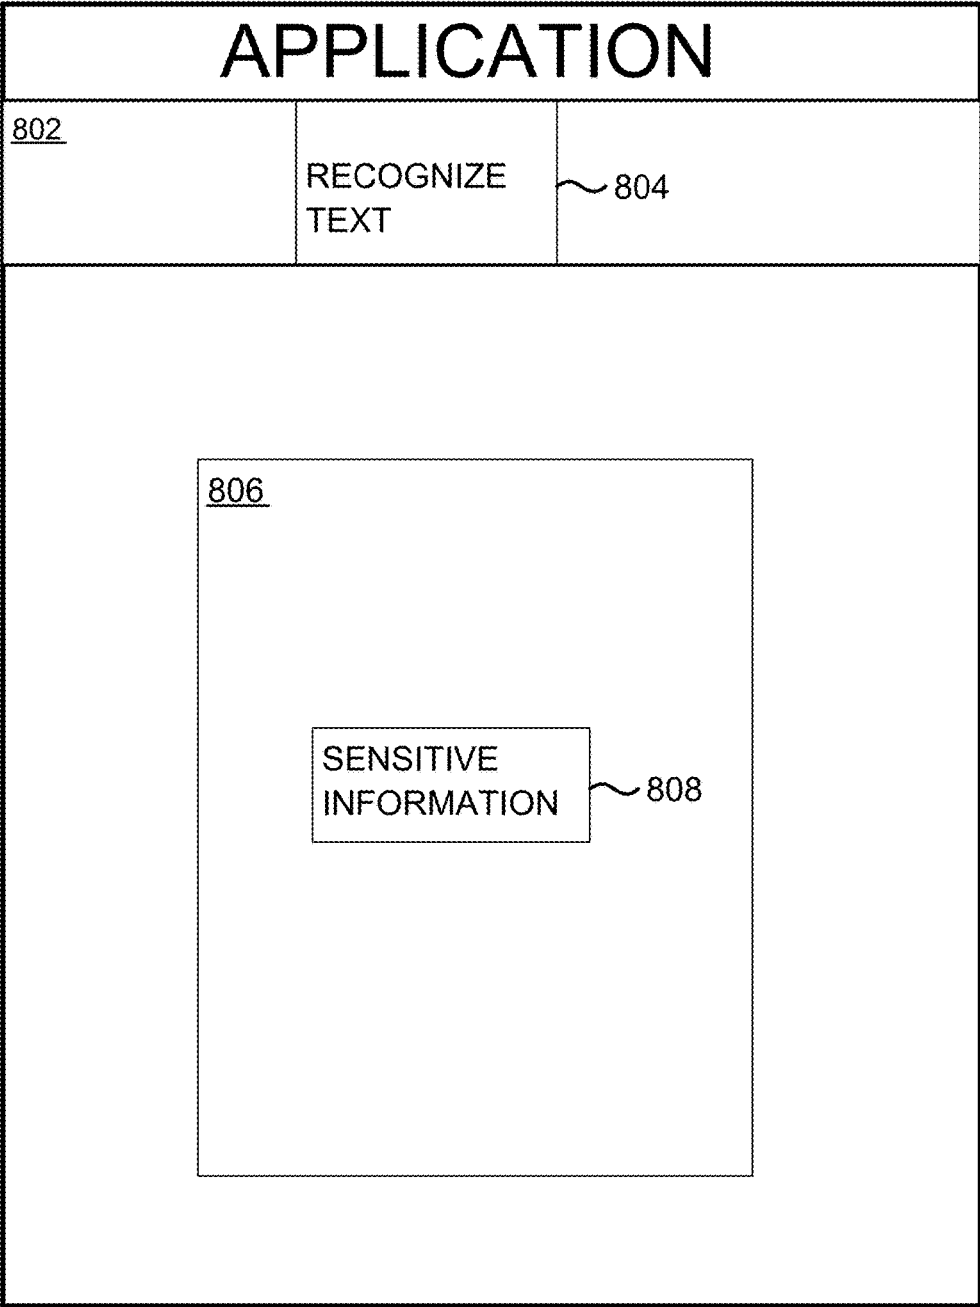 APPLICATION
802
RECOGNIZE
TEXT
804
806
SENSITIVE
INFORMATION
808